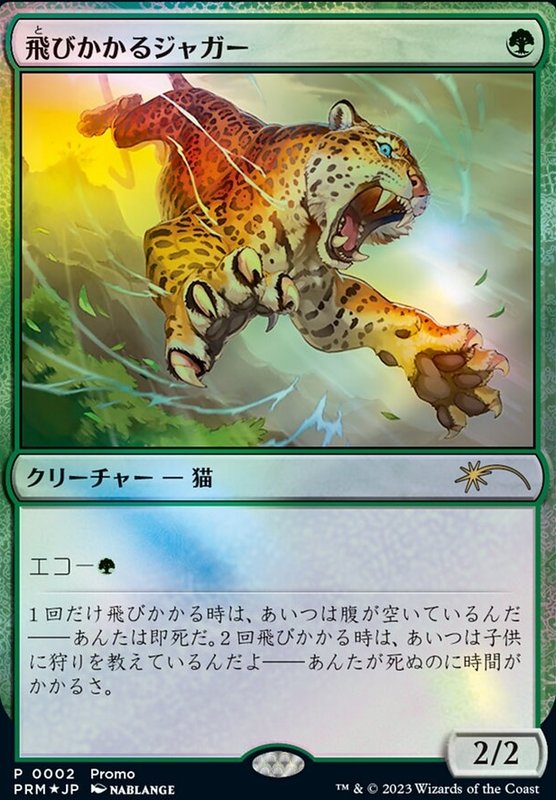 と
飛びかかるジャガー
クリーチャー — 猫
エコー
1回だけ飛びかかる時は、あいつは腹が空いているんだ
――あんたは即死だ。2回飛びかかる時は、あいつは子供
に狩りを教えているんだよ――あんたが死ぬのに時間が
かかるさ。
2/2
P 0002 Promo
PRM★JP NABLANGE
™ & © 2023 Wizards of the Coast